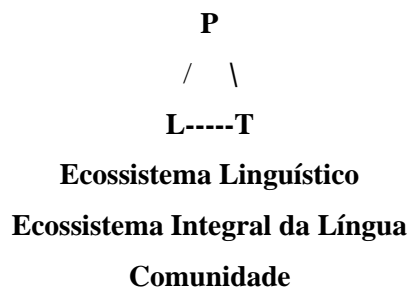 P
/ \
L-----T
Ecossistema Linguístico
Ecossistema Integral da Língua
Comunidade